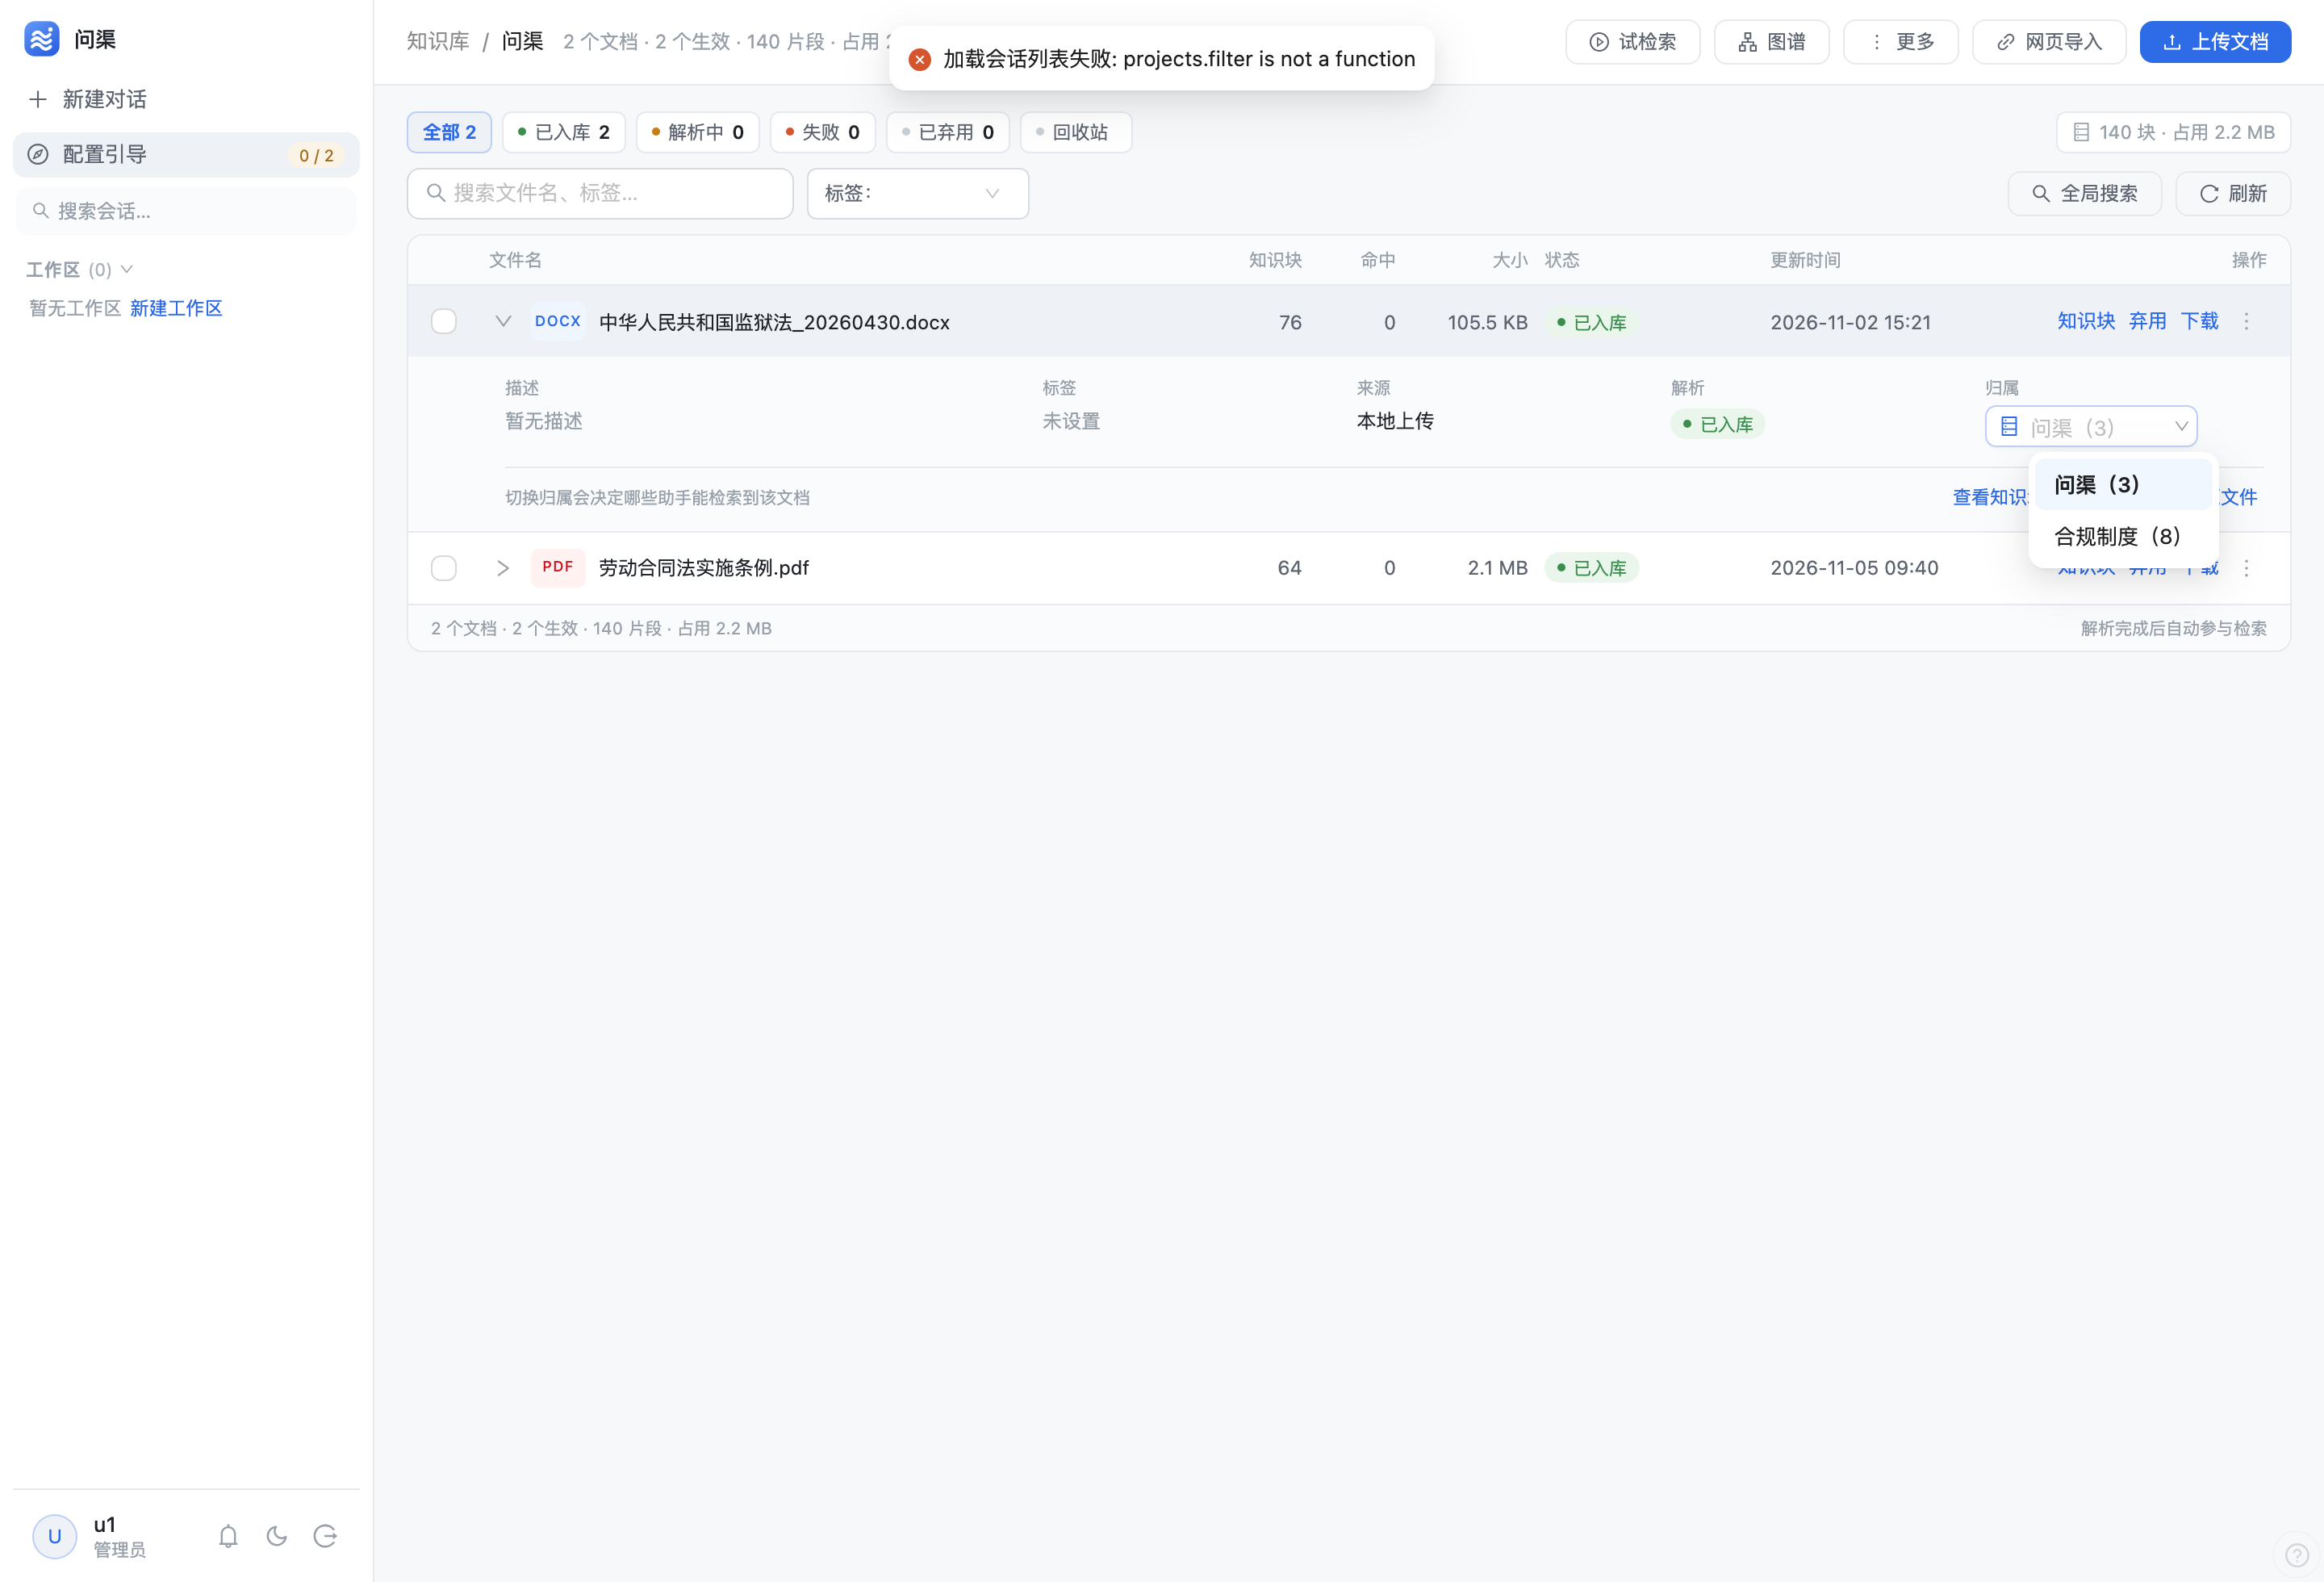 问渠
新建对话
配置引导 0 / 2
搜索会话...
工作区 (0)
暂无工作区 新建工作区
u1
管理员
U
知识库 / 问渠 2 个文档 · 2 个生效 · 140 片段 · 占用
加载会话列表失败: projects.filter is not a function
试检索 图谱 更多 网页导入 上传文档
全部 2 已入库 2 解析中 0 失败 0 已弃用 0 回收站
140 块 · 占用 2.2 MB
搜索文件名、标签... 标签：
全局搜索 刷新
文件名 知识块 命中 大小 状态 更新时间 操作
DOCX 中华人民共和国监狱法_20260430.docx 76 0 105.5 KB 已入库 2026-11-02 15:21 知识块 弃用 下载
描述 标签 来源 解析 归属
暂无描述 未设置 本地上传 已入库 问渠（3）
问渠（3）
切换归属会决定哪些助手能检索到该文档 查看知识 文件
合规制度（8）
PDF 劳动合同法实施条例.pdf 64 0 2.1 MB 已入库 2026-11-05 09:40 知识块 弃用 下载
2 个文档 · 2 个生效 · 140 片段 · 占用 2.2 MB 解析完成后自动参与检索